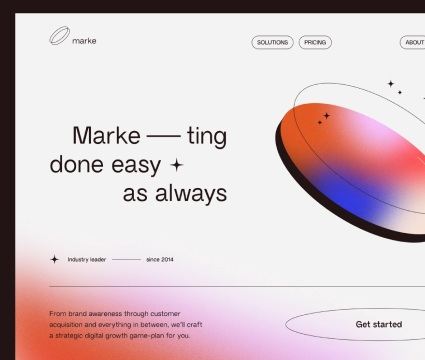 marke
SOLUTIONS PRICING ABOUT
Marke — ting
done easy
as always
Industry leader — since 2014
From brand awareness through customer
acquisition and everything in between, we'll craft
a strategic digital growth game-plan for you.
Get started